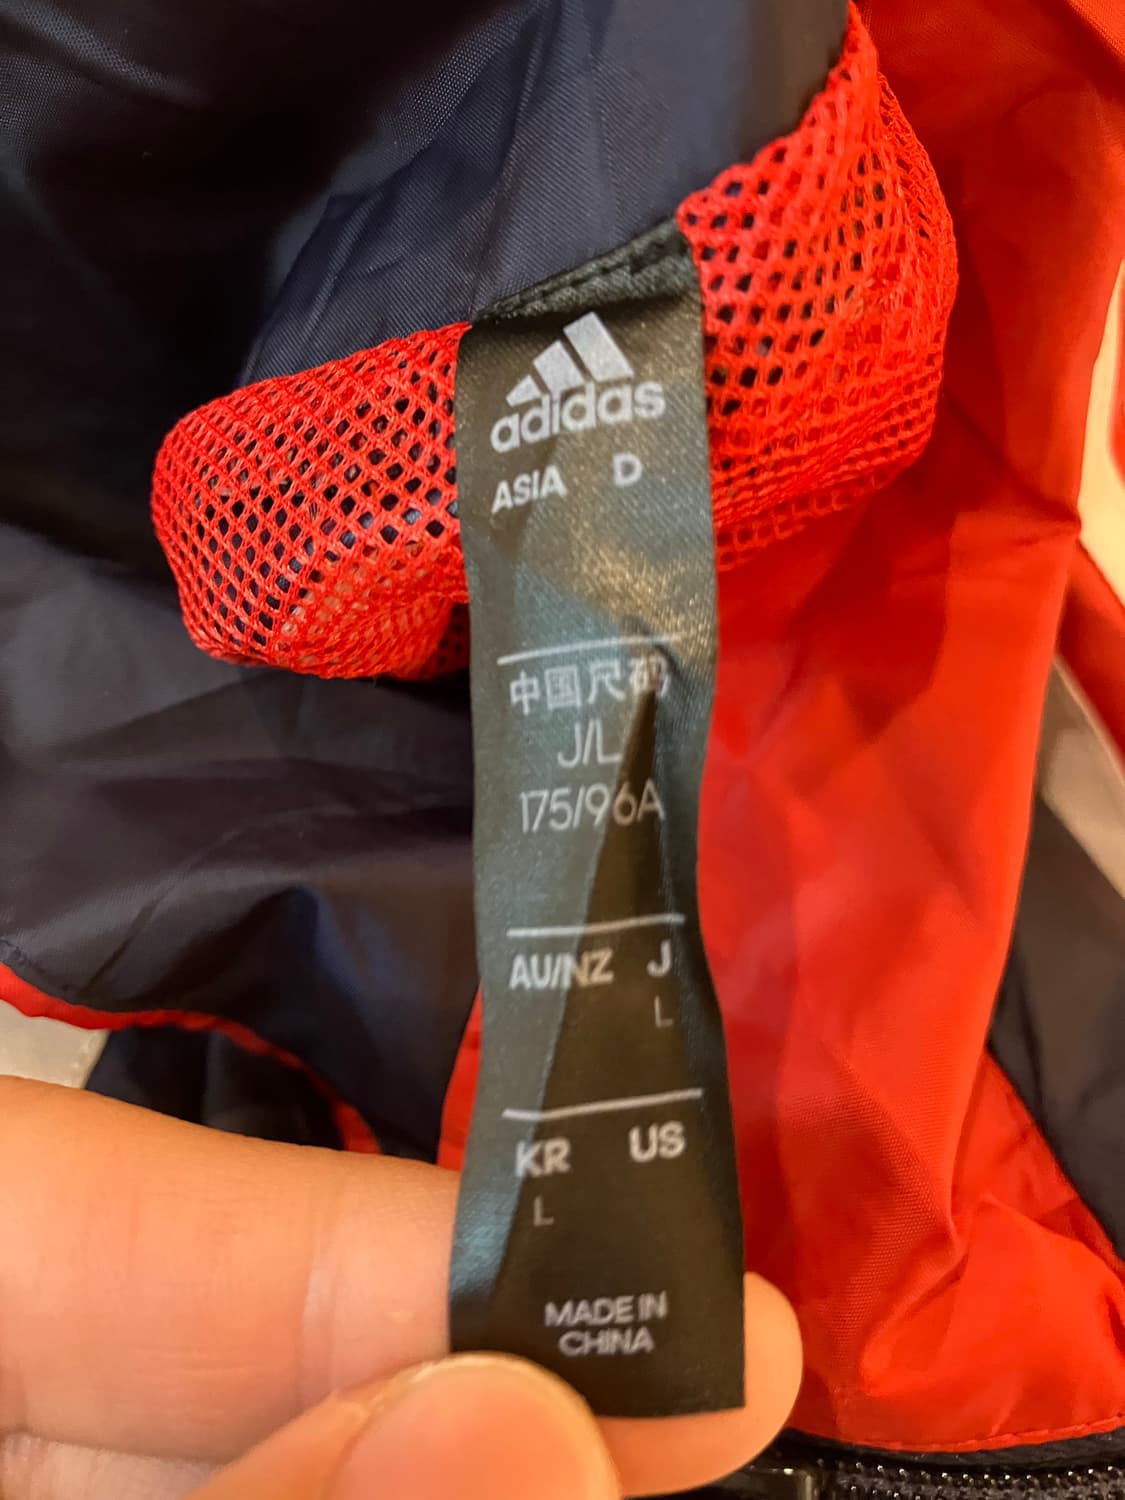 adidas
ASIA D
中国尺码
J/L
175/96A
AU/NZ J
L
KR US
L
MADE IN
CHINA